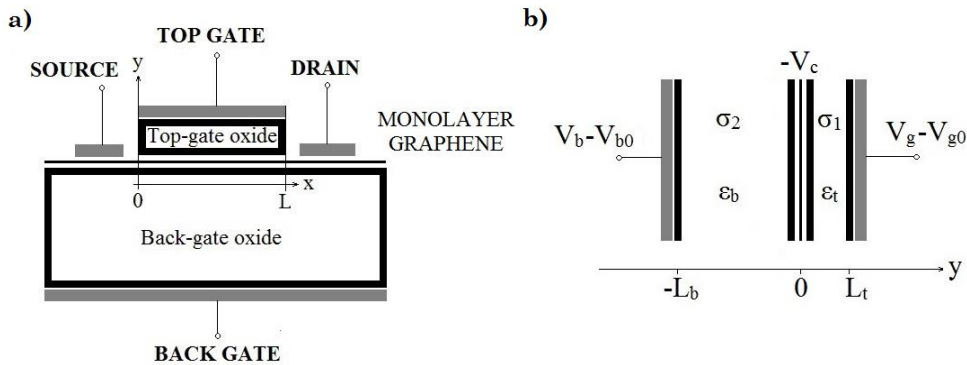 a)
TOP GATE
y
SOURCE
DRAIN
Top-gate oxide
MONOLAYER
GRAPHENE
x
0
L
Back-gate oxide
BACK GATE
b)
-Vc
σ2
σ1
Vb-Vb0
Vg-Vg0
εb
εt
y
-Lb
0
Lt